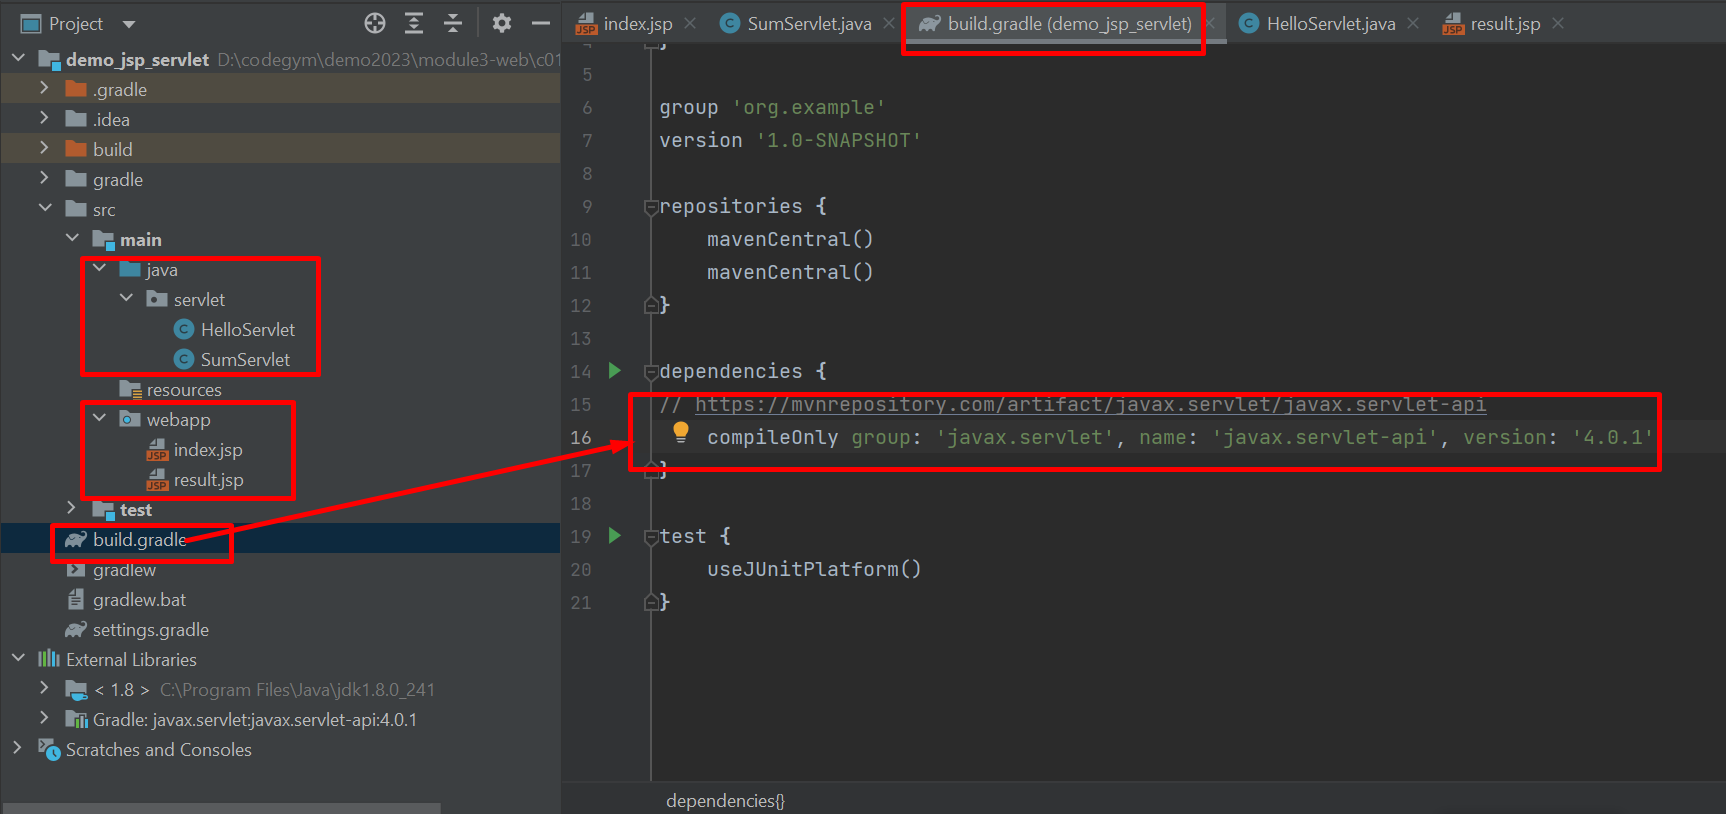 Project
demo_jsp_servlet D:\codegym\demo2023\module3-web\c01
.gradle
.idea
build
gradle
src
main
java
servlet
HelloServlet
SumServlet
resources
webapp
index.jsp
result.jsp
test
build.gradle
gradlew
gradlew.bat
settings.gradle
External Libraries
< 1.8 > C:\Program Files\Java\jdk1.8.0_241
Gradle: javax.servlet:javax.servlet-api:4.0.1
Scratches and Consoles
index.jsp SumServlet.java build.gradle (demo_jsp_servlet) HelloServlet.java result.jsp
4 }
5
6 group 'org.example'
7 version '1.0-SNAPSHOT'
8
9 repositories {
10 mavenCentral()
11 mavenCentral()
12 }
13
14 dependencies {
15 // https://mvnrepository.com/artifact/javax.servlet/javax.servlet-api
16 compileOnly group: 'javax.servlet', name: 'javax.servlet-api', version: '4.0.1'
17 }
18
19 test {
20 useJUnitPlatform()
21 }
dependencies{}